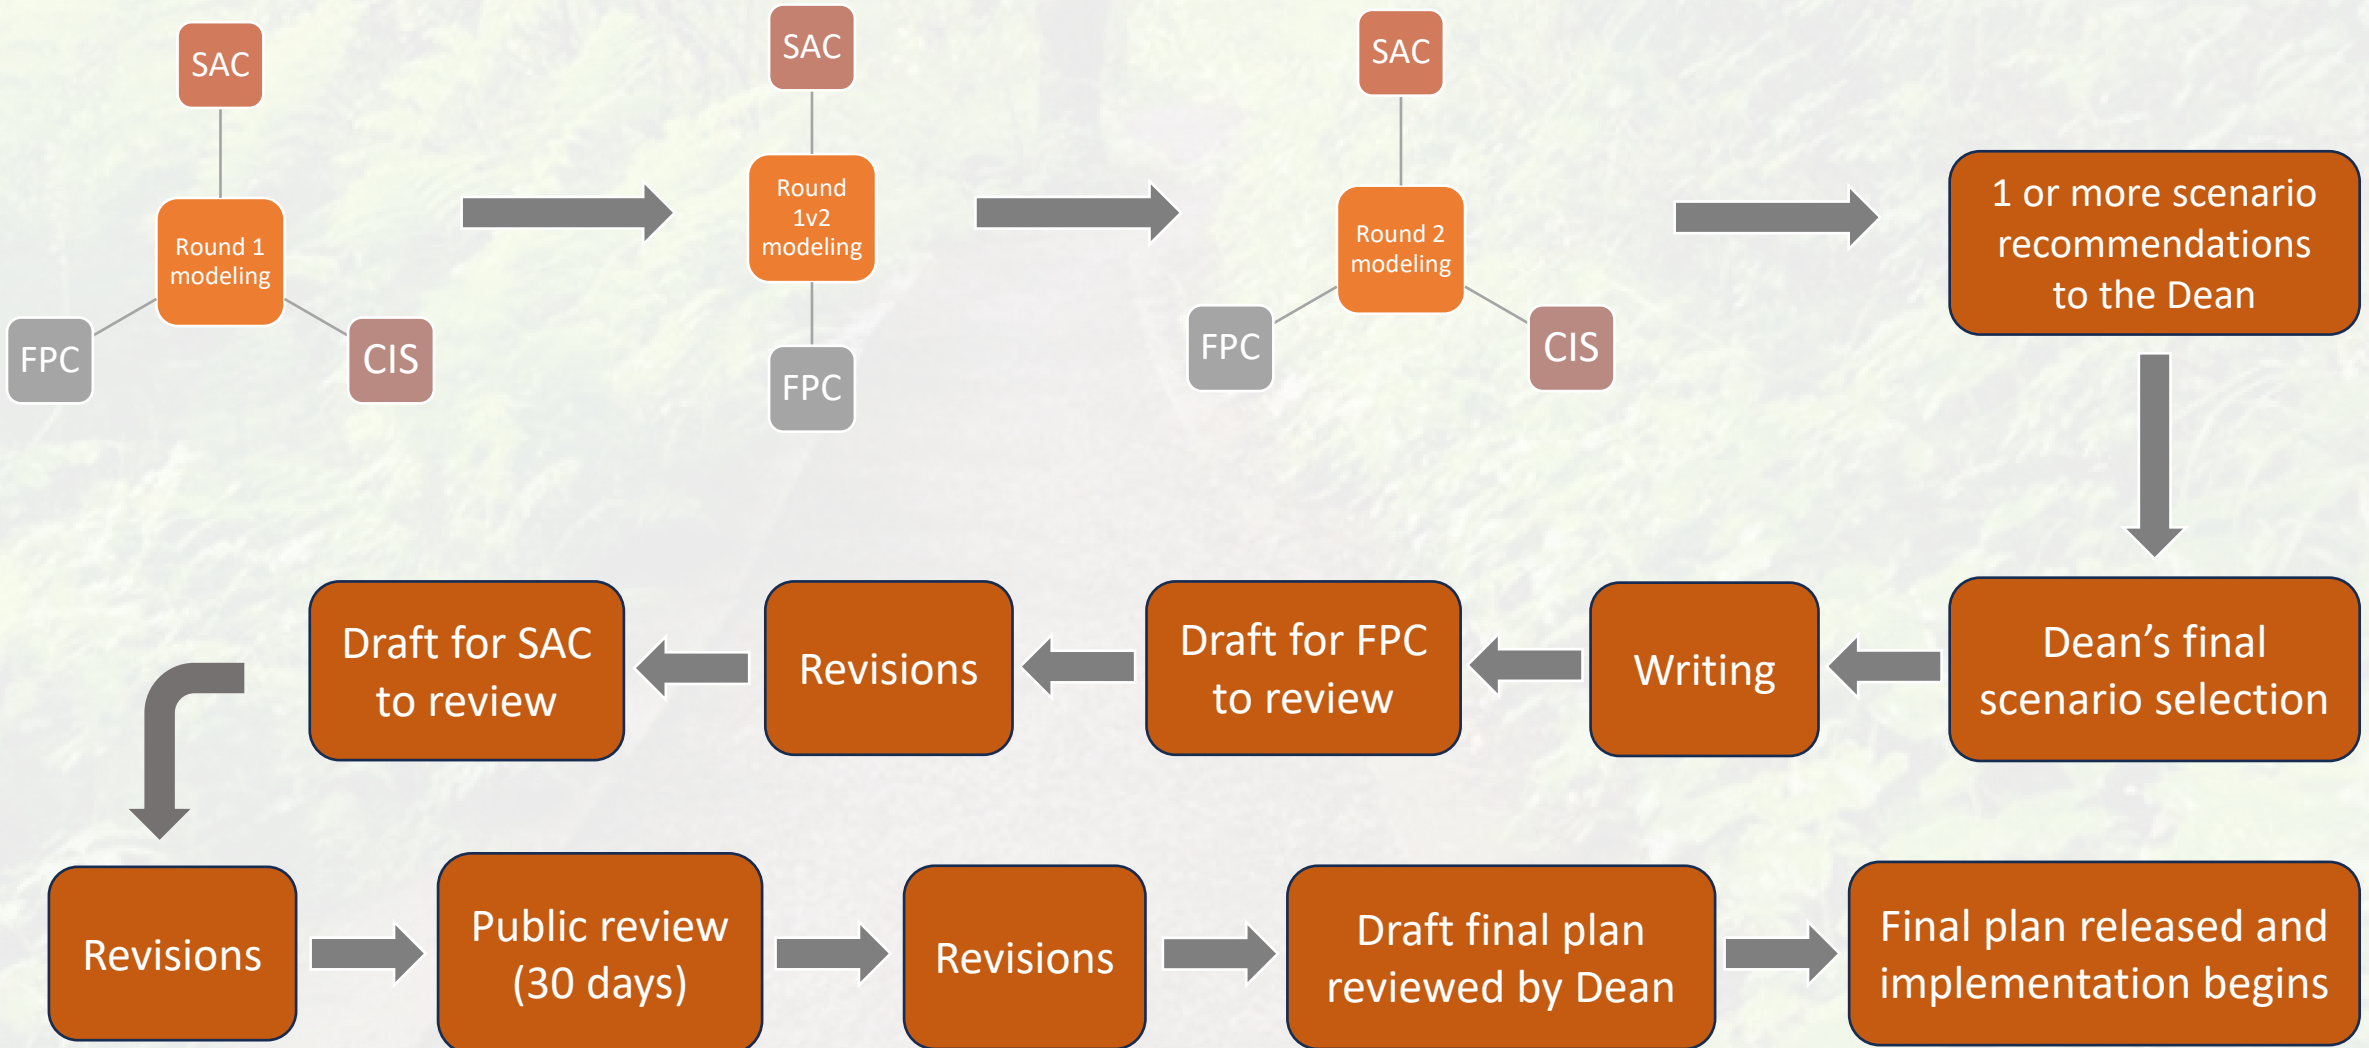 SAC
Round 1
modeling
FPC
CIS
SAC
Round
1v2
modeling
FPC
SAC
Round 2
modeling
FPC
CIS
1 or more scenario
recommendations
to the Dean
Dean’s final
scenario selection
Writing
Draft for FPC
to review
Revisions
Draft for SAC
to review
Revisions
Public review
(30 days)
Revisions
Draft final plan
reviewed by Dean
Final plan released and
implementation begins